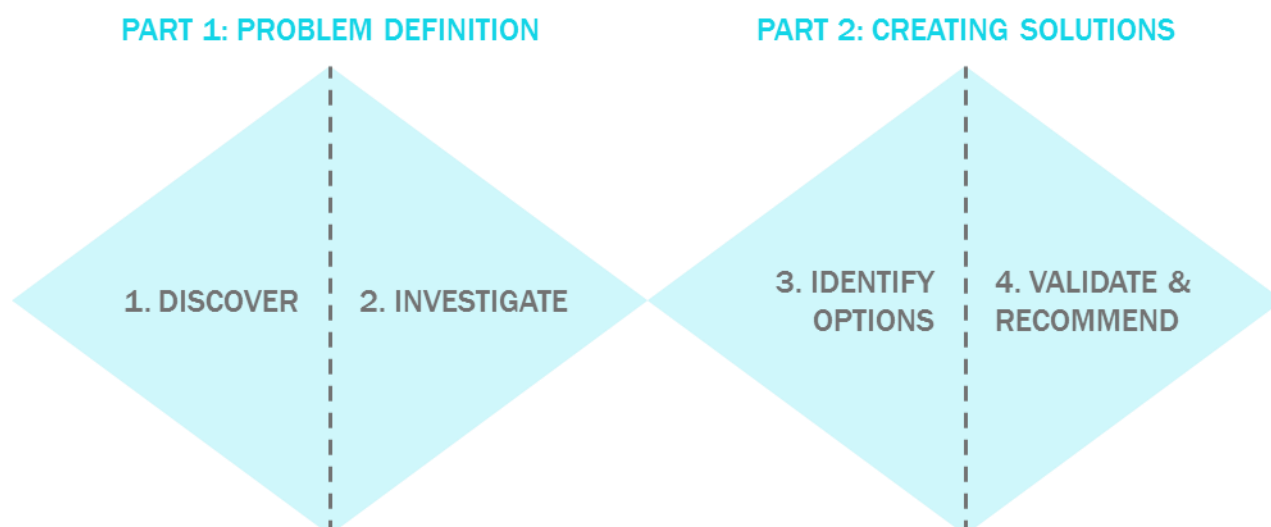 PART 1: PROBLEM DEFINITION
PART 2: CREATING SOLUTIONS
1. DISCOVER
2. INVESTIGATE
3. IDENTIFY
OPTIONS
4. VALIDATE &
RECOMMEND